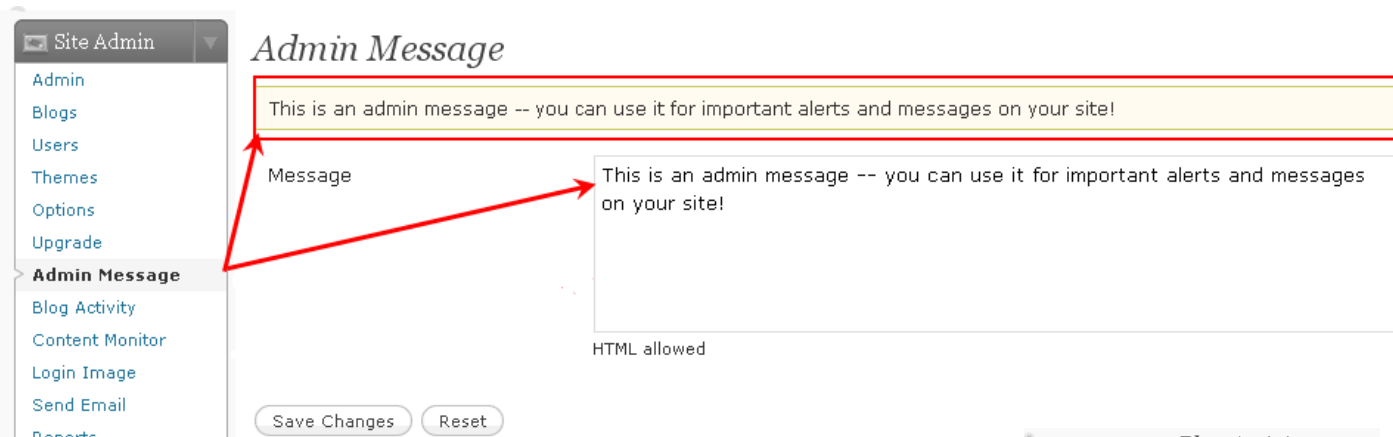 Site Admin
Admin
Blogs
Users
Themes
Options
Upgrade
Admin Message
Blog Activity
Content Monitor
Login Image
Send Email
Reports
Admin Message
This is an admin message -- you can use it for important alerts and messages on your site!
Message
This is an admin message -- you can use it for important alerts and messages
on your site!
HTML allowed
Save Changes
Reset